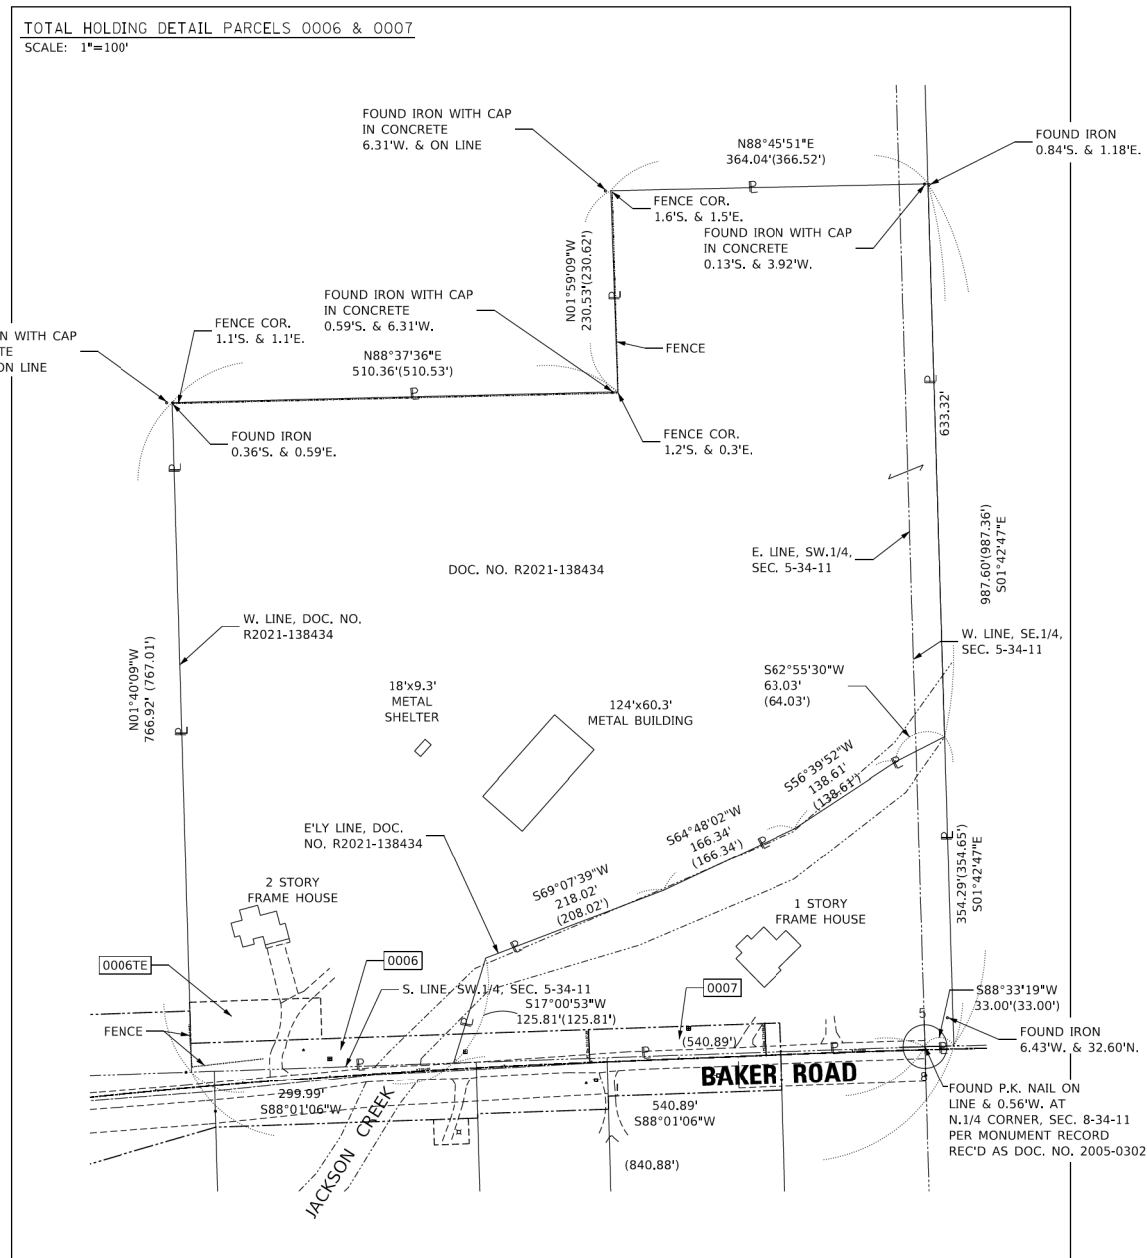 TOTAL HOLDING DETAIL PARCELS 0006 & 0007
SCALE: 1"=100'
FOUND IRON WITH CAP
IN CONCRETE
6.31'W. & ON LINE
N88°45'51"E
364.04'(366.52')
FOUND IRON
0.84'S. & 1.18'E.
FENCE COR.
1.6'S. & 1.5'E.
FOUND IRON WITH CAP
IN CONCRETE
0.13'S. & 3.92'W.
N01°59'09"W
230.53'(230.62')
FOUND IRON WITH CAP
IN CONCRETE
0.59'S. & 6.31'W.
FENCE COR.
1.1'S. & 1.1'E.
N WITH CAP
TE
ON LINE
N88°37'36"E
510.36'(510.53')
FENCE
FOUND IRON
0.36'S. & 0.59'E.
FENCE COR.
1.2'S. & 0.3'E.
633.32'
987.60'(987.36')
S01°42'47"E
E. LINE, SW.1/4,
SEC. 5-34-11
DOC. NO. R2021-138434
W. LINE, DOC. NO.
R2021-138434
W. LINE, SE.1/4,
SEC. 5-34-11
N01°40'09"W
766.92' (767.01')
S62°55'30"W
63.03'
(64.03')
18'x9.3'
METAL
SHELTER
124'x60.3'
METAL BUILDING
S56°39'52"W
138.61'
(138.61')
S64°48'02"W
166.34'
(166.34')
E'LY LINE, DOC.
NO. R2021-138434
S69°07'39"W
218.02'
(208.02')
354.29'(354.65')
S01°42'47"E
2 STORY
FRAME HOUSE
1 STORY
FRAME HOUSE
0006TE
0006
S. LINE, SW.1/4, SEC. 5-34-11
0007
S17°00'53"W
125.81'(125.81')
S88°33'19"W
33.00'(33.00')
FENCE
5
8
(540.89')
FOUND IRON
6.43'W. & 32.60'N.
BAKER ROAD
299.99'
S88°01'06"W
540.89'
S88°01'06"W
JACKSON CREEK
(840.88')
FOUND P.K. NAIL ON
LINE & 0.56'W. AT
N.1/4 CORNER, SEC. 8-34-11
PER MONUMENT RECORD
REC'D AS DOC. NO. 2005-0302